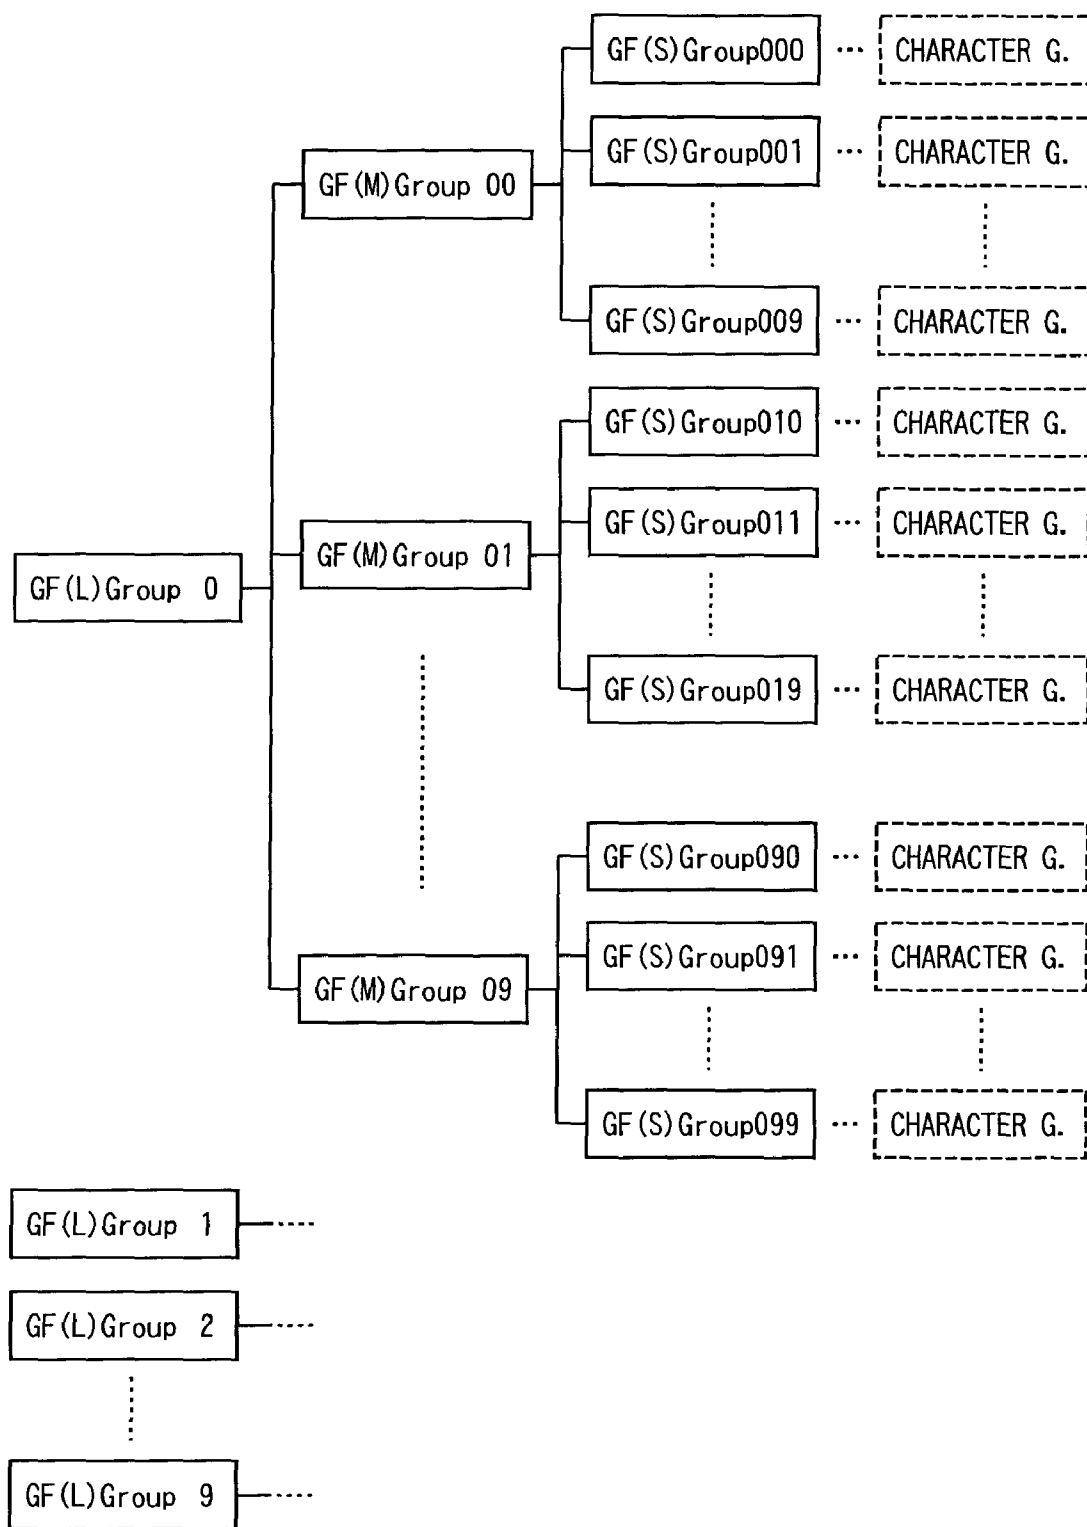 GF(S)Group000 ··· CHARACTER G.
GF(S)Group001 ··· CHARACTER G.
GF(M)Group 00
GF(S)Group009 ··· CHARACTER G.
GF(S)Group010 ··· CHARACTER G.
GF(S)Group011 ··· CHARACTER G.
GF(M)Group 01
GF(L)Group 0
GF(S)Group019 ··· CHARACTER G.
GF(S)Group090 ··· CHARACTER G.
GF(S)Group091 ··· CHARACTER G.
GF(M)Group 09
GF(S)Group099 ··· CHARACTER G.
GF(L)Group 1
GF(L)Group 2
GF(L)Group 9